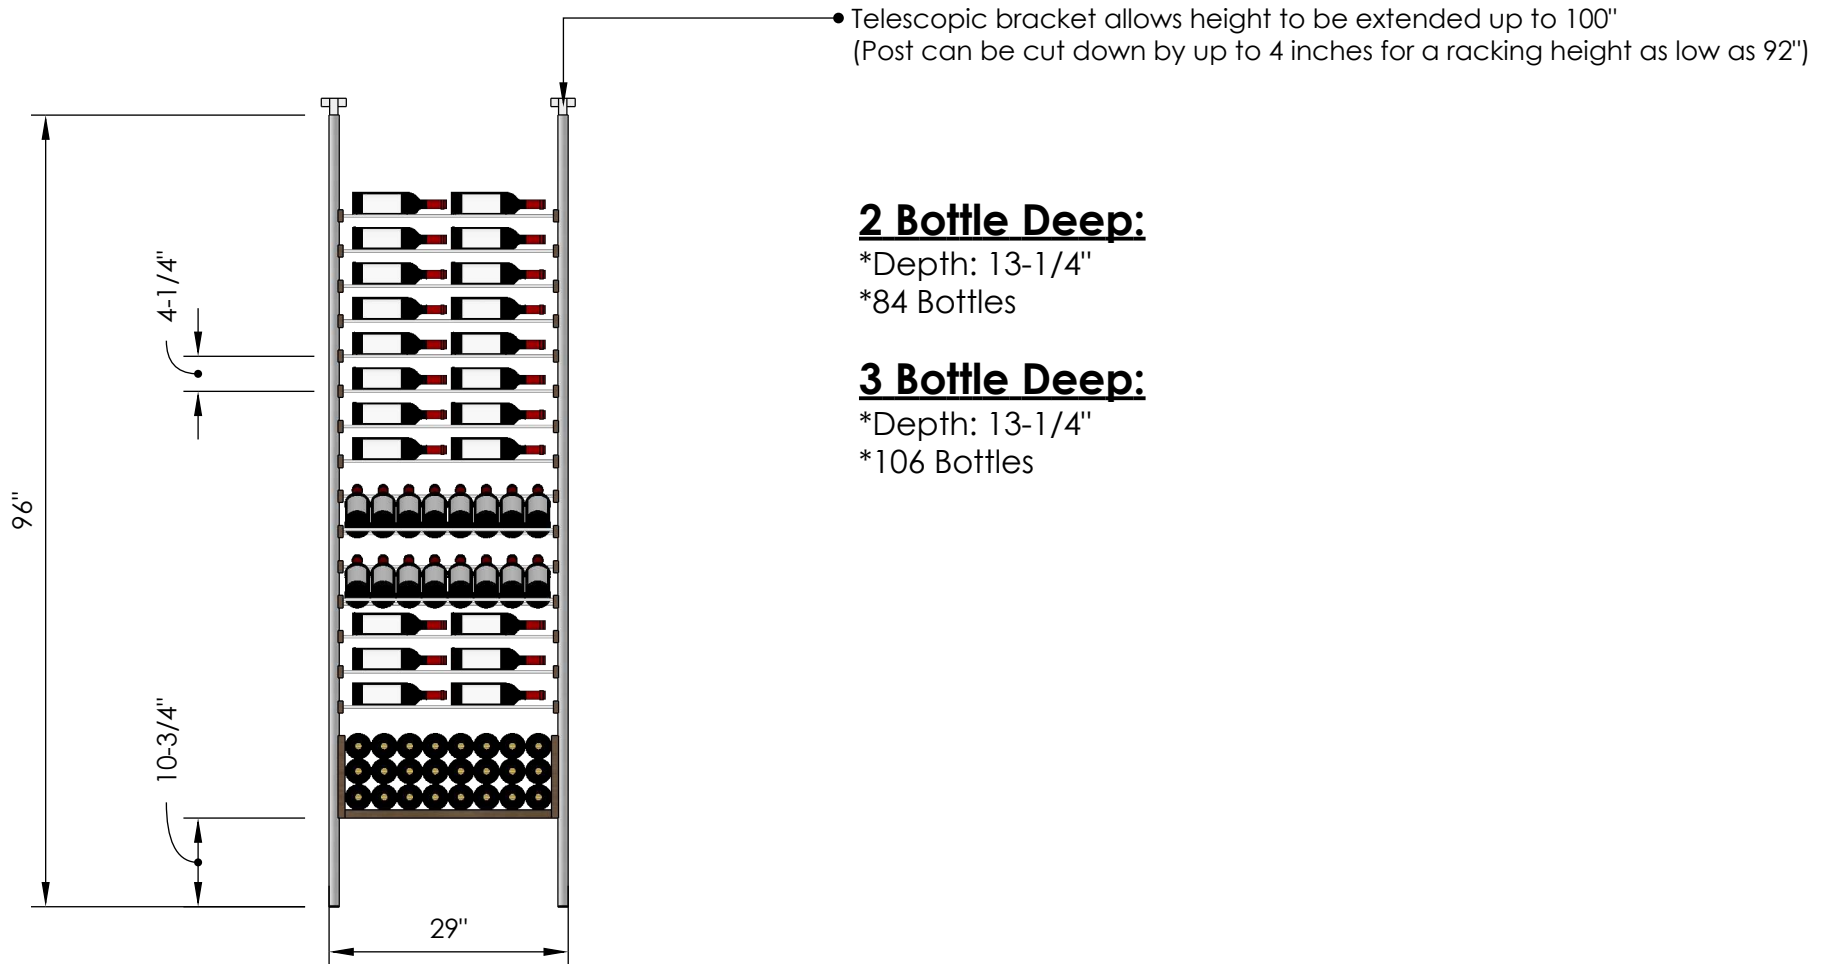 Telescopic bracket allows height to be extended up to 100"
(Post can be cut down by up to 4 inches for a racking height as low as 92")
2 Bottle Deep:
*Depth: 13-1/4"
*84 Bottles
3 Bottle Deep:
*Depth: 13-1/4"
*106 Bottles
4-1/4"
96"
10-3/4"
29"